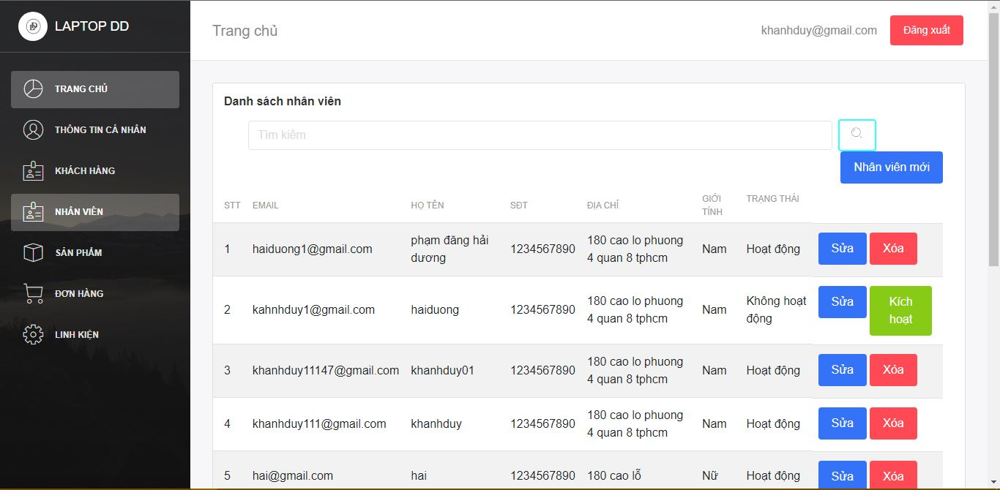 LAPTOP DD
Trang chủ
khanhduy@gmail.com
Đăng xuất
TRANG CHỦ
THÔNG TIN CÁ NHÂN
KHÁCH HÀNG
NHÂN VIÊN
SẢN PHẨM
ĐƠN HÀNG
LINH KIỆN
Danh sách nhân viên
Tìm kiếm
Nhân viên mới
STT EMAIL HỌ TÊN SĐT ĐỊA CHỈ GIỚI TÍNH TRẠNG THÁI
1 haiduong1@gmail.com phạm đăng hải dương 1234567890 180 cao lo phuong 4 quan 8 tphcm Nam Hoạt động Sửa Xóa
2 kahnhduy1@gmail.com haiduong 1234567890 180 cao lo phuong 4 quan 8 tphcm Nam Không hoạt động Sửa Kích hoạt
3 khanhduy11147@gmail.com khanhduy01 1234567890 180 cao lo phuong 4 quan 8 tphcm Nam Hoạt động Sửa Xóa
4 khanhduy111@gmail.com khanhduy 1234567890 180 cao lo phuong 4 quan 8 tphcm Nam Hoạt động Sửa Xóa
5 hai@gmail.com hai 1234567890 180 cao lỗ Nữ Hoạt động Sửa Xóa